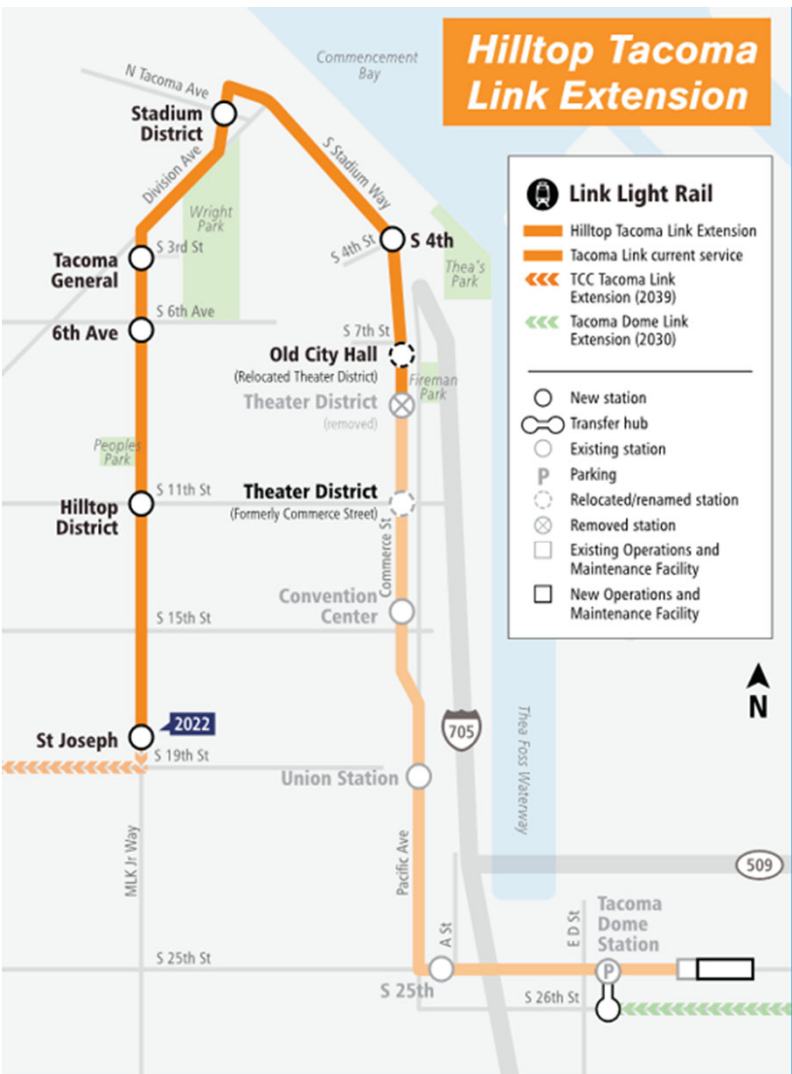 Hilltop Tacoma
Link Extension
Commencement
Bay
N Tacoma Ave
Stadium
District
Division Ave
S Stadium Way
Wright
Park
Link Light Rail
Hilltop Tacoma Link Extension
Tacoma Link current service
TCC Tacoma Link
Extension (2039)
Tacoma Dome Link
Extension (2030)
New station
Transfer hub
Existing station
P
Parking
Relocated/renamed station
Removed station
Existing Operations and
Maintenance Facility
New Operations and
Maintenance Facility
S 4th St
S 4th
Thea's
Park
Tacoma
General
S 3rd St
S 6th Ave
6th Ave
S 7th St
Old City Hall
(Relocated Theater District)
Fireman
Park
Theater District
(removed)
Peoples
Park
Hilltop
District
S 11th St
Theater District
(Formerly Commerce Street)
Commerce St
Convention
Center
S 15th St
N
2022
St Joseph
S 19th St
705
Thea Foss Waterway
Union Station
MLK Jr Way
Pacific Ave
509
A St
E D St
Tacoma
Dome
Station
S 25th St
P
S 25th
S 26th St